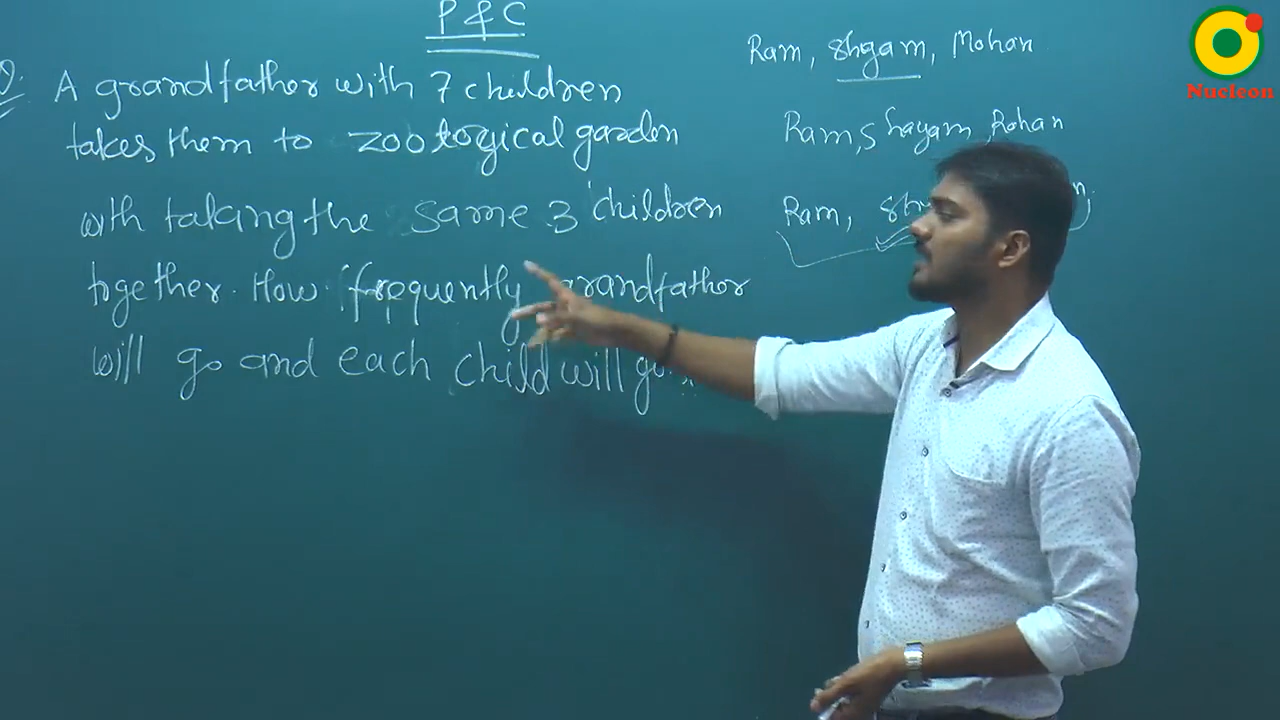 P & C
Q. A grandfather with 7 children
takes them to zoological garden
with taking the same 3 children
together. How frequently grandfather
will go and each child will go.
Ram, Shyam, Mohan
Ram, Shayam, Rohan
Ram,
Nucleon